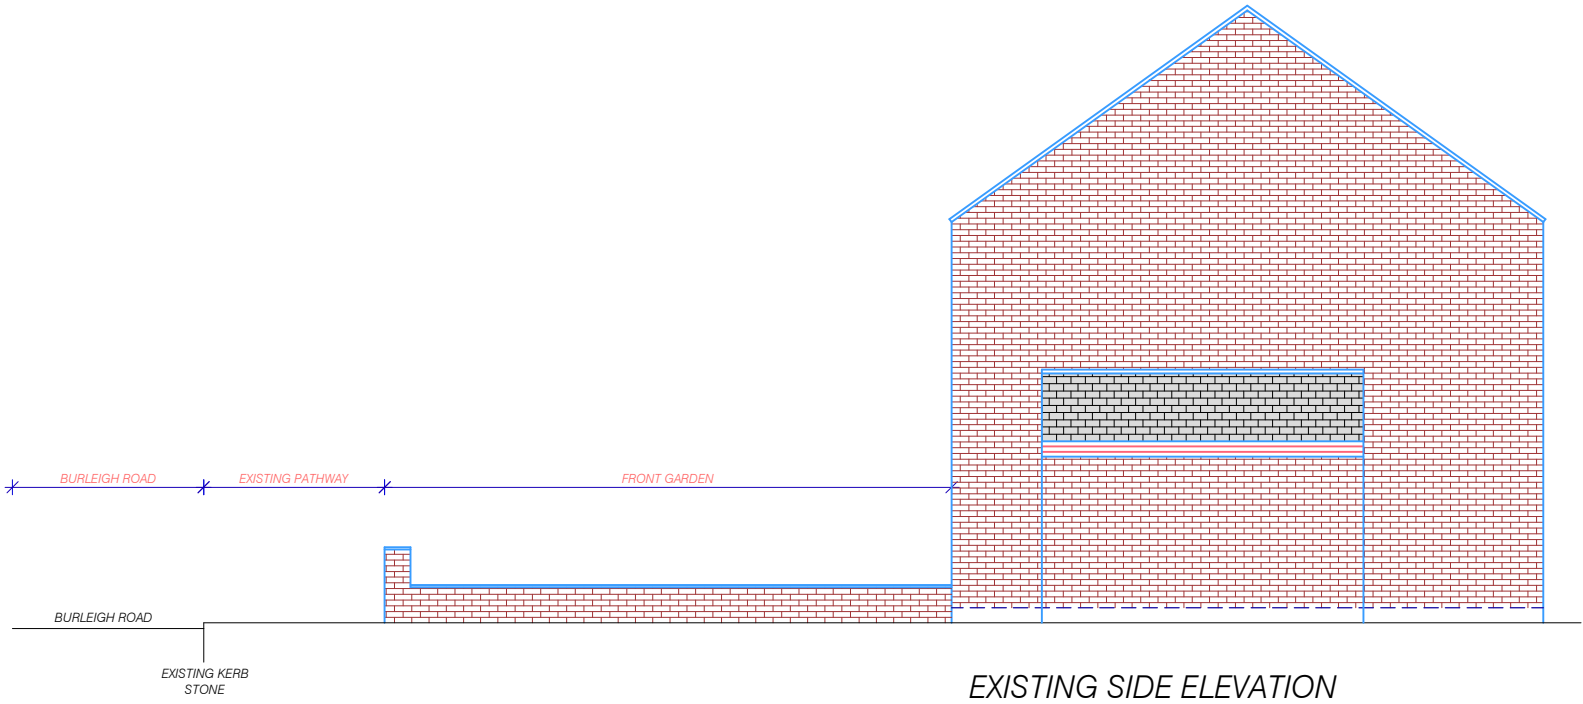 BURLEIGH ROAD
EXISTING PATHWAY
FRONT GARDEN
BURLEIGH ROAD
EXISTING KERB
STONE
EXISTING SIDE ELEVATION